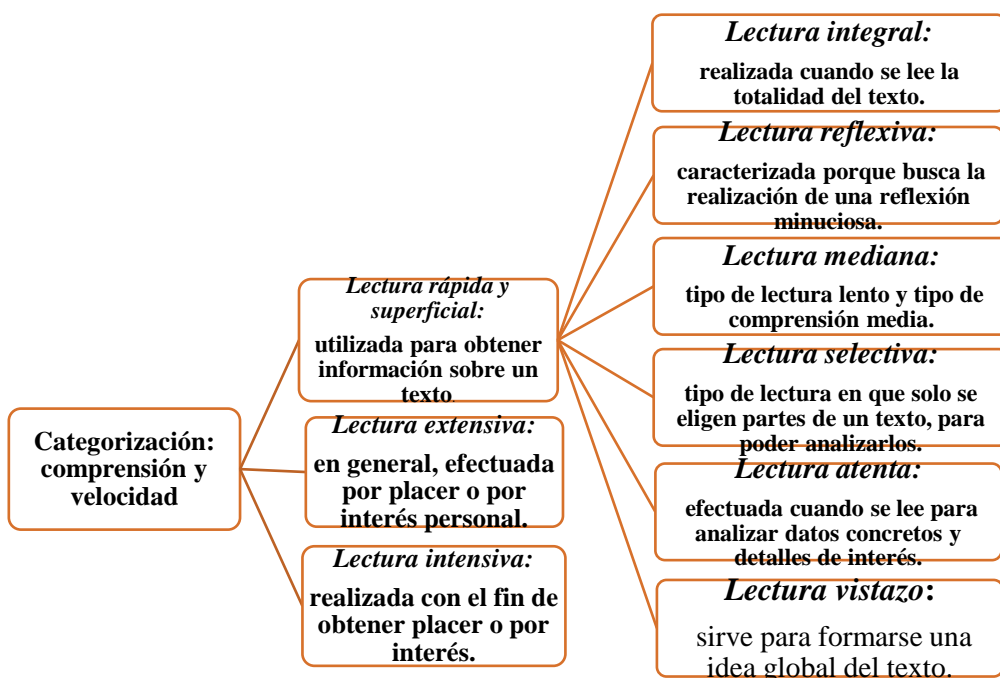 Categorización:
comprensión y
velocidad
Lectura rápida y
superficial:
utilizada para obtener
información sobre un
texto.
Lectura extensiva:
en general, efectuada
por placer o por
interés personal.
Lectura intensiva:
realizada con el fin de
obtener placer o por
interés.
Lectura integral:
realizada cuando se lee la
totalidad del texto.
Lectura reflexiva:
caracterizada porque busca la
realización de una reflexión
minuciosa.
Lectura mediana:
tipo de lectura lento y tipo de
comprensión media.
Lectura selectiva:
tipo de lectura en que solo se
eligen partes de un texto, para
poder analizarlos.
Lectura atenta:
efectuada cuando se lee para
analizar datos concretos y
detalles de interés.
Lectura vistazo:
sirve para formarse una
idea global del texto.